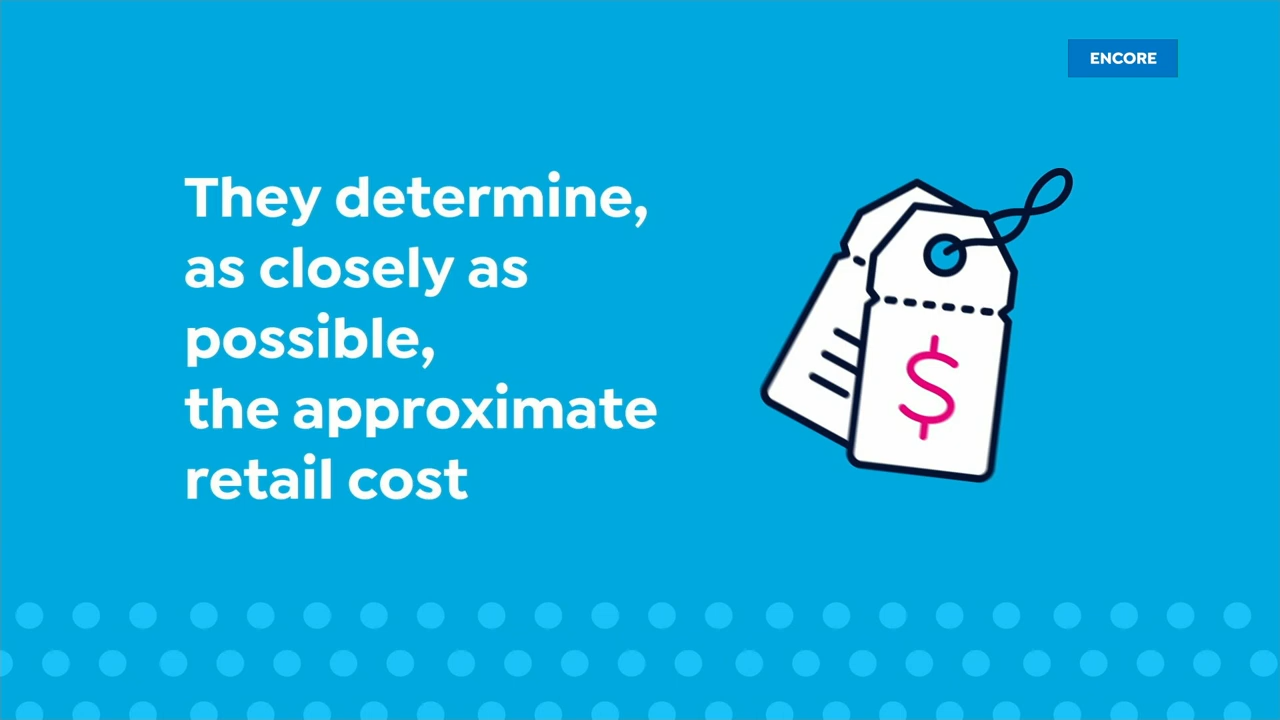 ENCORE
They determine,
as closely as
possible,
the approximate
retail cost
$